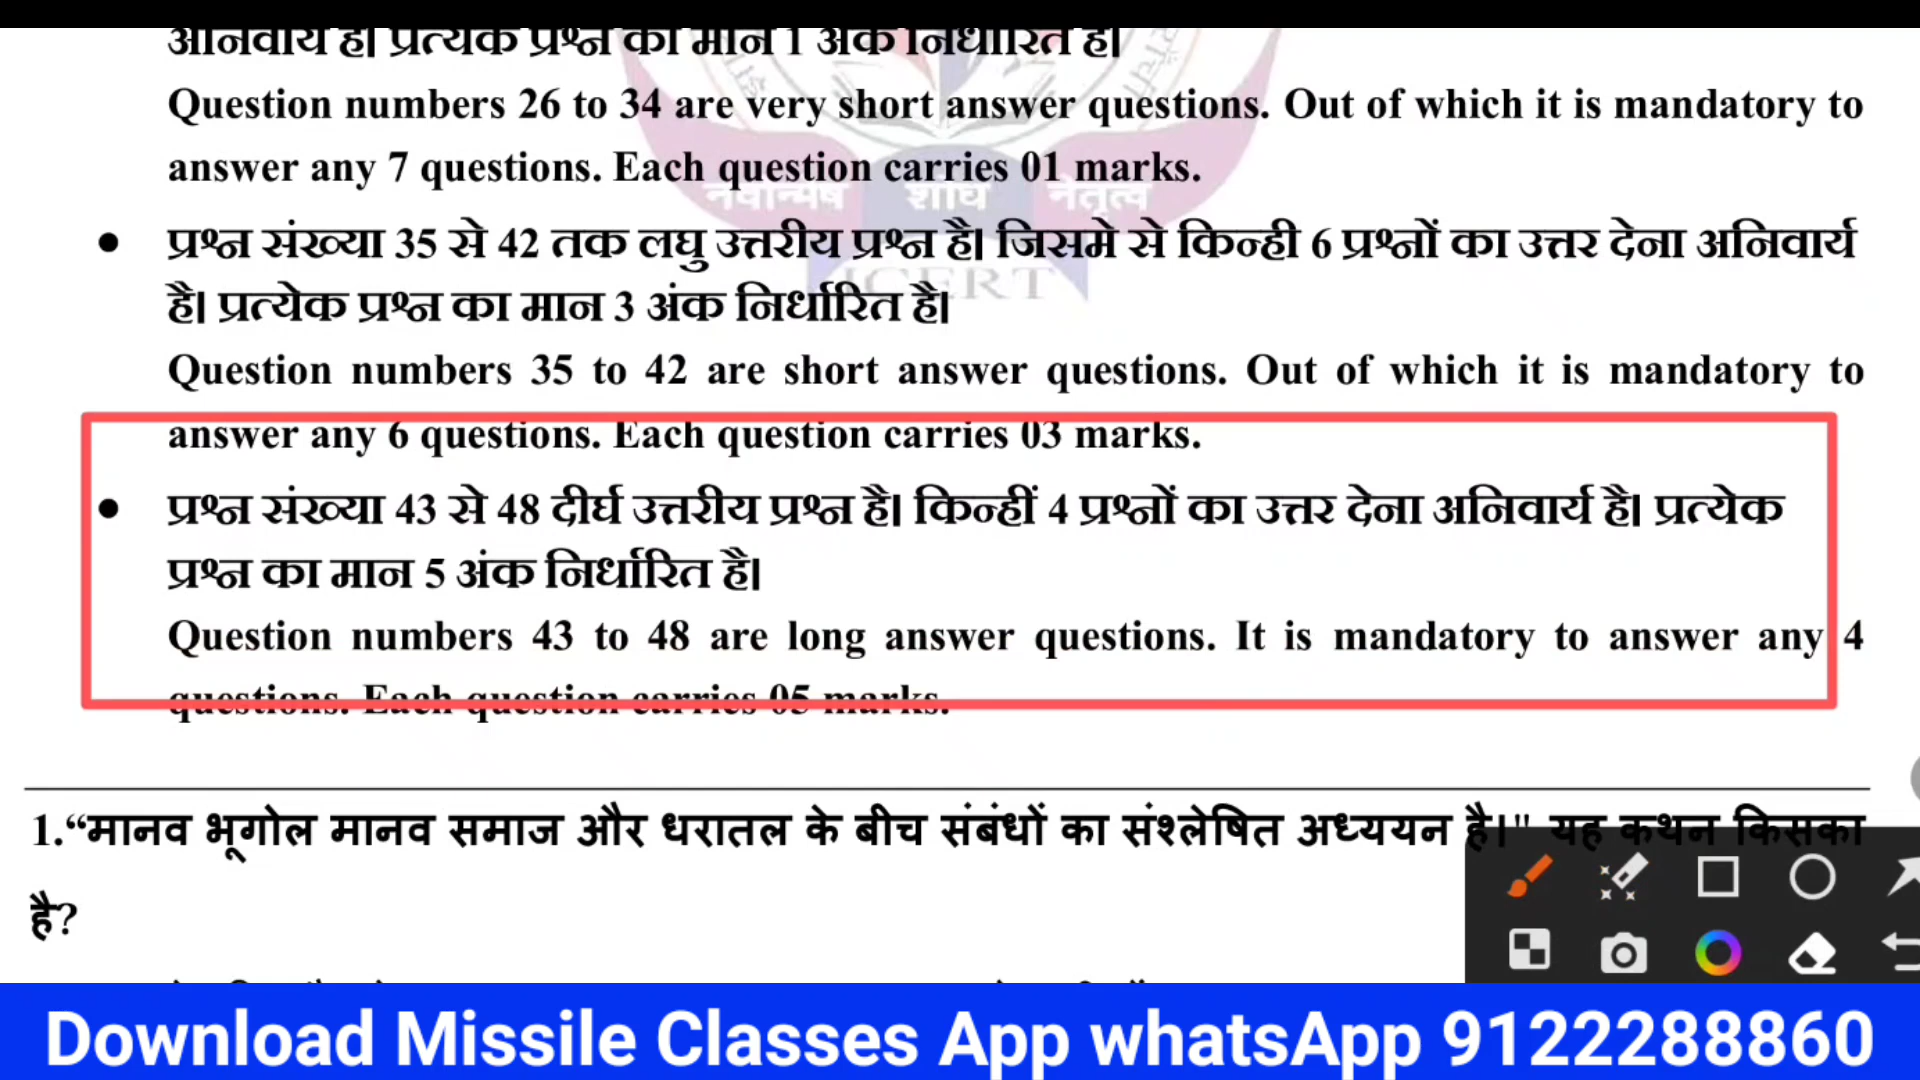 अनिवार्य है। प्रत्येक प्रश्न का मान 1 अंक निर्धारित है।
Question numbers 26 to 34 are very short answer questions. Out of which it is mandatory to
answer any 7 questions. Each question carries 01 marks.
नवोन्मेष शोध नेतृत्व
JCERT
● प्रश्न संख्या 35 से 42 तक लघु उत्तरीय प्रश्न है। जिसमे से किन्ही 6 प्रश्नों का उत्तर देना अनिवार्य
है। प्रत्येक प्रश्न का मान 3 अंक निर्धारित है।
Question numbers 35 to 42 are short answer questions. Out of which it is mandatory to
answer any 6 questions. Each question carries 03 marks.
● प्रश्न संख्या 43 से 48 दीर्घ उत्तरीय प्रश्न है। किन्हीं 4 प्रश्नों का उत्तर देना अनिवार्य है। प्रत्येक
प्रश्न का मान 5 अंक निर्धारित है।
Question numbers 43 to 48 are long answer questions. It is mandatory to answer any 4
questions. Each question carries 05 marks.
1.“मानव भूगोल मानव समाज और धरातल के बीच संबंधों का संश्लेषित अध्ययन है।" यह कथन किसका
है?
Download Missile Classes App whatsApp 9122288860